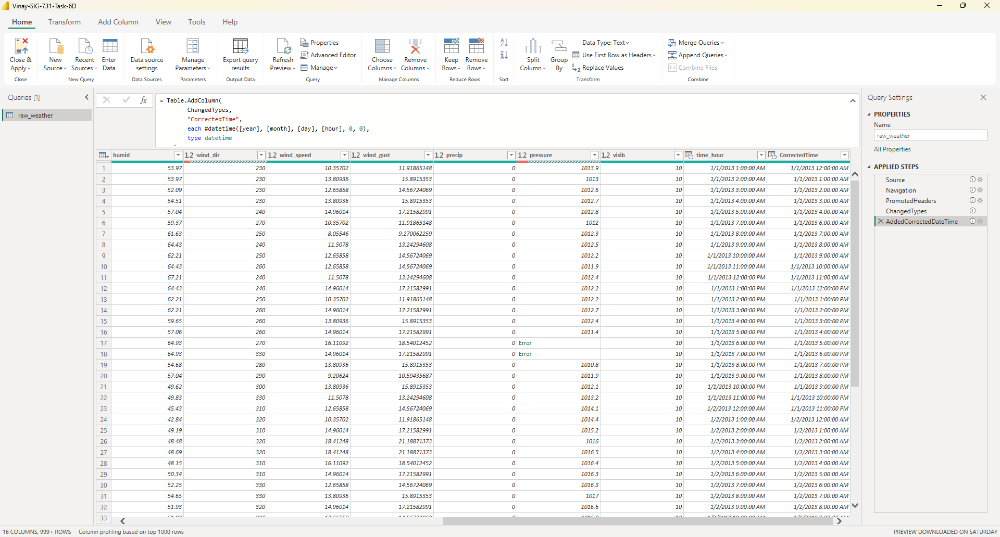 Vinay-SIG-731-Task-6D
Home Transform Add Column View Tools Help
Close & Apply
Close
New Source
Recent Sources
Enter Data
New Query
Data source settings
Data Sources
Manage Parameters
Parameters
Export query results
Output Data
Refresh Preview
Properties
Advanced Editor
Manage
Query
Choose Columns
Remove Columns
Manage Columns
Keep Rows
Remove Rows
Reduce Rows
Sort
Split Column
Group By
Data Type: Text
Use First Row as Headers
Replace Values
Transform
Merge Queries
Append Queries
Combine Files
Combine
Queries [1]
raw_weather
fx
= Table.AddColumn(
ChangedTypes,
"CorrectedTime",
each #datetime([year], [month], [day], [hour], 0, 0),
type datetime
humid 1.2 wind_dir 1.2 wind_speed 1.2 wind_gust 1.2 precip 1.2 pressure 1.2 visib time_hour CorrectedTime
1 53.97 230 10.35702 11.91865148 0 1013.9 10 1/1/2013 1:00:00 AM 1/1/2013 12:00:00 AM
2 53.97 230 13.80936 15.8915353 0 1013 10 1/1/2013 2:00:00 AM 1/1/2013 1:00:00 AM
3 52.09 230 12.65858 14.56724069 0 1012.6 10 1/1/2013 3:00:00 AM 1/1/2013 2:00:00 AM
4 54.51 230 13.80936 15.8915353 0 1012.7 10 1/1/2013 4:00:00 AM 1/1/2013 3:00:00 AM
5 57.04 240 14.96014 17.21582991 0 1012.8 10 1/1/2013 5:00:00 AM 1/1/2013 4:00:00 AM
6 59.37 270 10.35702 11.91865148 0 1012 10 1/1/2013 7:00:00 AM 1/1/2013 6:00:00 AM
7 61.63 250 8.05546 9.270062259 0 1012.3 10 1/1/2013 8:00:00 AM 1/1/2013 7:00:00 AM
8 64.43 240 11.5078 13.24294608 0 1012.5 10 1/1/2013 9:00:00 AM 1/1/2013 8:00:00 AM
9 62.21 250 12.65858 14.56724069 0 1012.2 10 1/1/2013 10:00:00 AM 1/1/2013 9:00:00 AM
10 64.43 260 12.65858 14.56724069 0 1011.9 10 1/1/2013 11:00:00 AM 1/1/2013 10:00:00 AM
11 67.21 240 11.5078 13.24294608 0 1012.4 10 1/1/2013 12:00:00 PM 1/1/2013 11:00:00 AM
12 64.43 240 14.96014 17.21582991 0 1012.2 10 1/1/2013 1:00:00 PM 1/1/2013 12:00:00 PM
13 62.21 250 10.35702 11.91865148 0 1012.2 10 1/1/2013 2:00:00 PM 1/1/2013 1:00:00 PM
14 62.21 260 14.96014 17.21582991 0 1012.7 10 1/1/2013 3:00:00 PM 1/1/2013 2:00:00 PM
15 59.65 260 13.80936 15.8915353 0 1012.4 10 1/1/2013 4:00:00 PM 1/1/2013 3:00:00 PM
16 57.06 260 14.96014 17.21582991 0 1011.4 10 1/1/2013 5:00:00 PM 1/1/2013 4:00:00 PM
17 64.93 270 16.11092 18.54012452 0 Error 10 1/1/2013 6:00:00 PM 1/1/2013 5:00:00 PM
18 64.93 330 14.96014 17.21582991 0 Error 10 1/1/2013 7:00:00 PM 1/1/2013 6:00:00 PM
19 54.68 280 13.80936 15.8915353 0 1010.8 10 1/1/2013 8:00:00 PM 1/1/2013 7:00:00 PM
20 57.04 290 9.20624 10.59435687 0 1011.9 10 1/1/2013 9:00:00 PM 1/1/2013 8:00:00 PM
21 49.62 300 13.80936 15.8915353 0 1012.1 10 1/1/2013 10:00:00 PM 1/1/2013 9:00:00 PM
22 49.83 330 11.5078 13.24294608 0 1013.2 10 1/1/2013 11:00:00 PM 1/1/2013 10:00:00 PM
23 45.43 310 12.65858 14.56724069 0 1014.1 10 1/2/2013 12:00:00 AM 1/1/2013 11:00:00 PM
24 42.84 320 10.35702 11.91865148 0 1014.4 10 1/2/2013 1:00:00 AM 1/2/2013 12:00:00 AM
25 49.19 310 14.96014 17.21582991 0 1015.2 10 1/2/2013 2:00:00 AM 1/2/2013 1:00:00 AM
26 48.48 320 18.41248 21.18871373 0 1016 10 1/2/2013 3:00:00 AM 1/2/2013 2:00:00 AM
27 48.69 320 18.41248 21.18871373 0 1016.5 10 1/2/2013 4:00:00 AM 1/2/2013 3:00:00 AM
28 48.15 310 16.11092 18.54012452 0 1016.4 10 1/2/2013 5:00:00 AM 1/2/2013 4:00:00 AM
29 50.34 310 14.96014 17.21582991 0 1016.3 10 1/2/2013 6:00:00 AM 1/2/2013 5:00:00 AM
30 52.25 330 12.65858 14.56724069 0 1016.3 10 1/2/2013 7:00:00 AM 1/2/2013 6:00:00 AM
31 54.65 330 13.80936 15.8915353 0 1017 10 1/2/2013 8:00:00 AM 1/2/2013 7:00:00 AM
32 51.93 320 14.96014 17.21582991 0 1016.6 10 1/2/2013 9:00:00 AM 1/2/2013 8:00:00 AM
33
Query Settings
PROPERTIES
Name
raw_weather
All Properties
APPLIED STEPS
Source
Navigation
PromotedHeaders
ChangedTypes
AddedCorrectedDateTime
16 COLUMNS, 999+ ROWS Column profiling based on top 1000 rows
PREVIEW DOWNLOADED ON SATURDAY